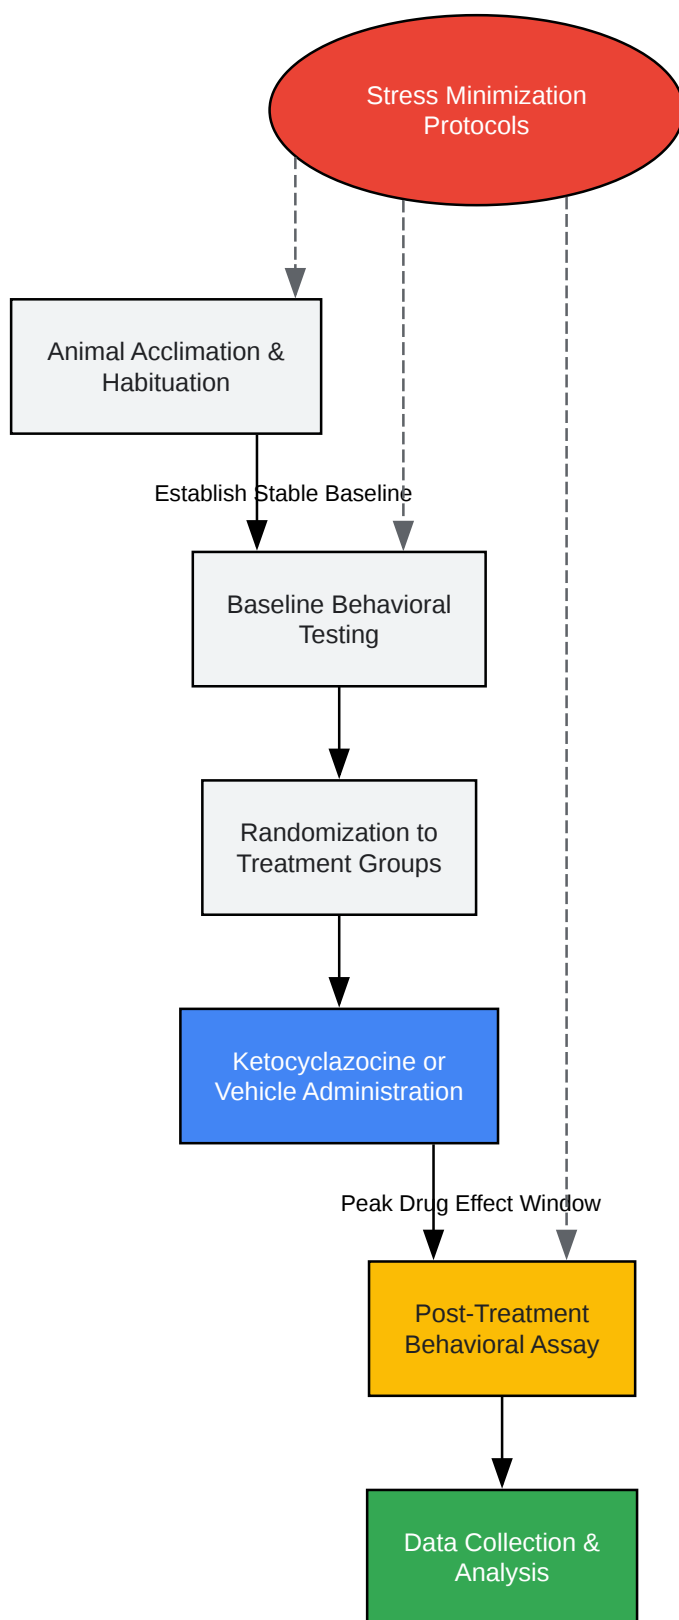 Stress Minimization
Protocols
Animal Acclimation &
Habituation
Establish Stable Baseline
Baseline Behavioral
Testing
Randomization to
Treatment Groups
Ketocyclazocine or
Vehicle Administration
Peak Drug Effect Window
Post-Treatment
Behavioral Assay
Data Collection &
Analysis